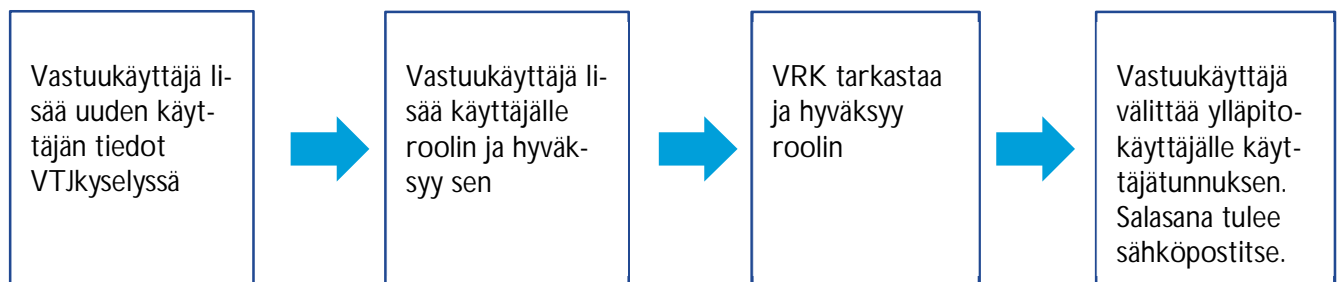 Vastuukäyttäjä li-
sää uuden käyt-
täjän tiedot
VTJkyselyssä
Vastuukäyttäjä li-
sää käyttäjälle
roolin ja hyväk-
syy sen
VRK tarkastaa
ja hyväksyy
roolin
Vastuukäyttäjä
välittää ylläpito-
käyttäjälle käyt-
täjätunnuksen.
Salasana tulee
sähköpostitse.